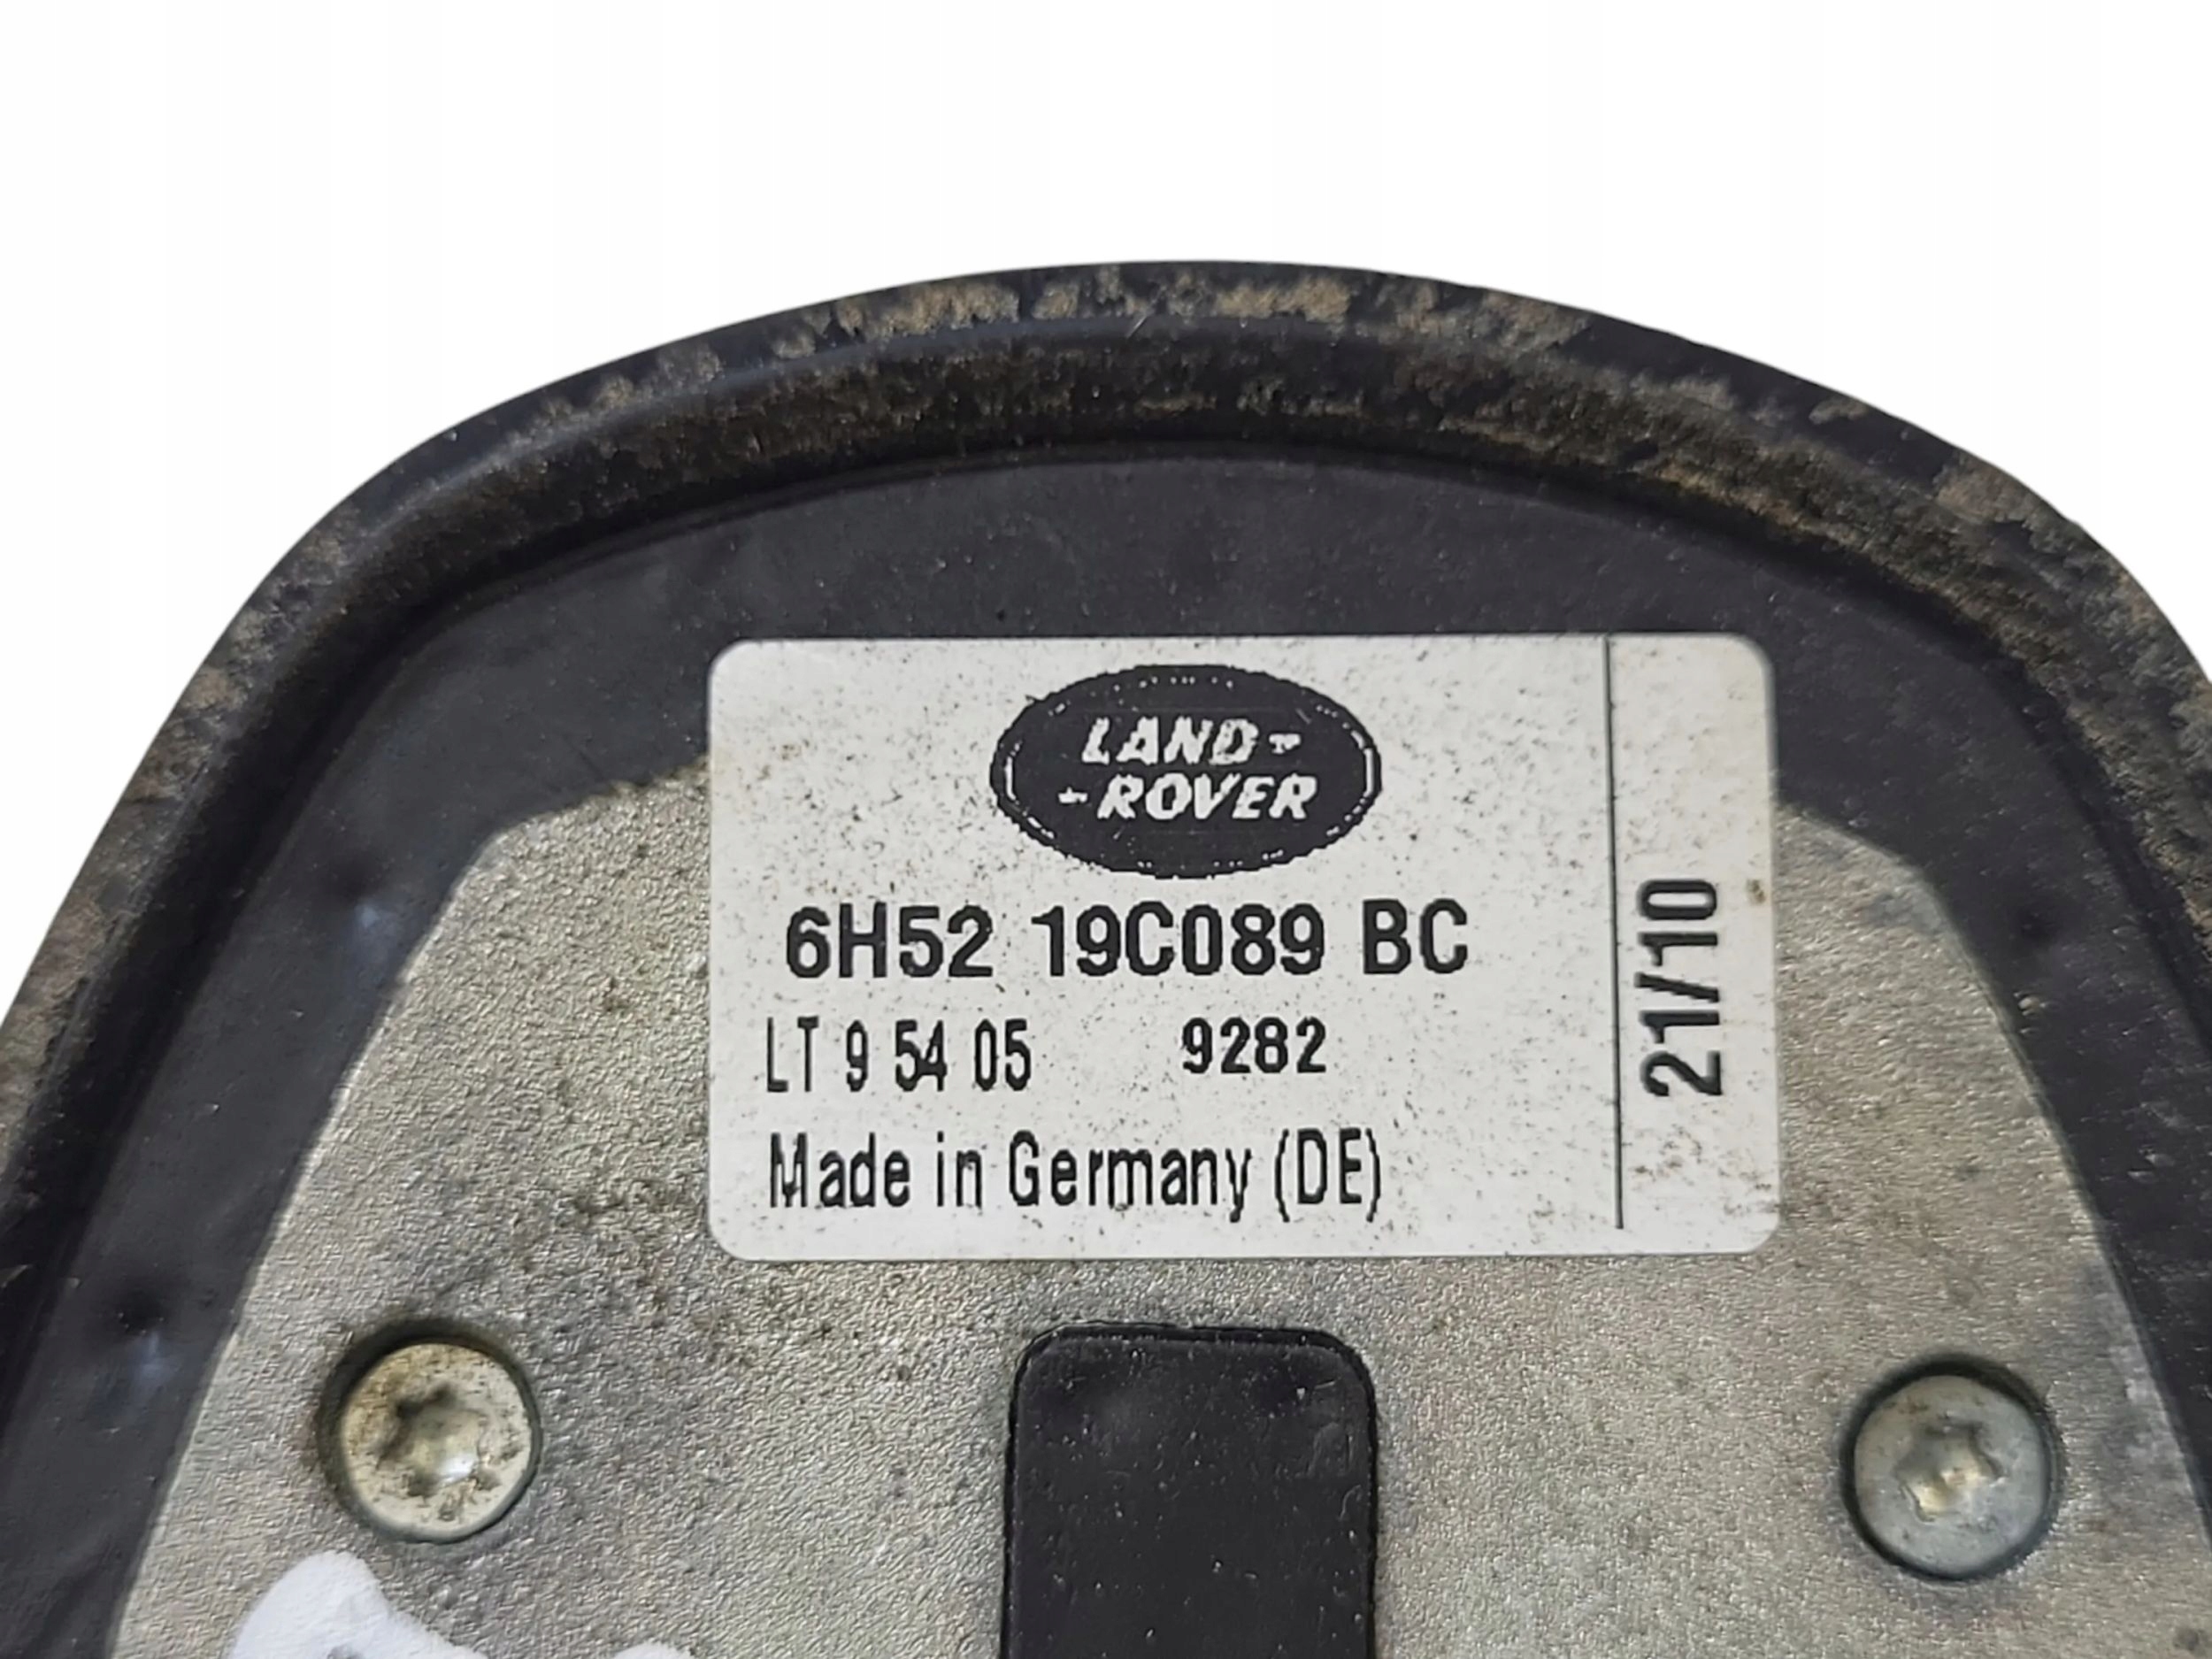 LAND-
-ROVER
6H52 19C089 BC
LT 9 54 05 9282
Made in Germany (DE)
21/10